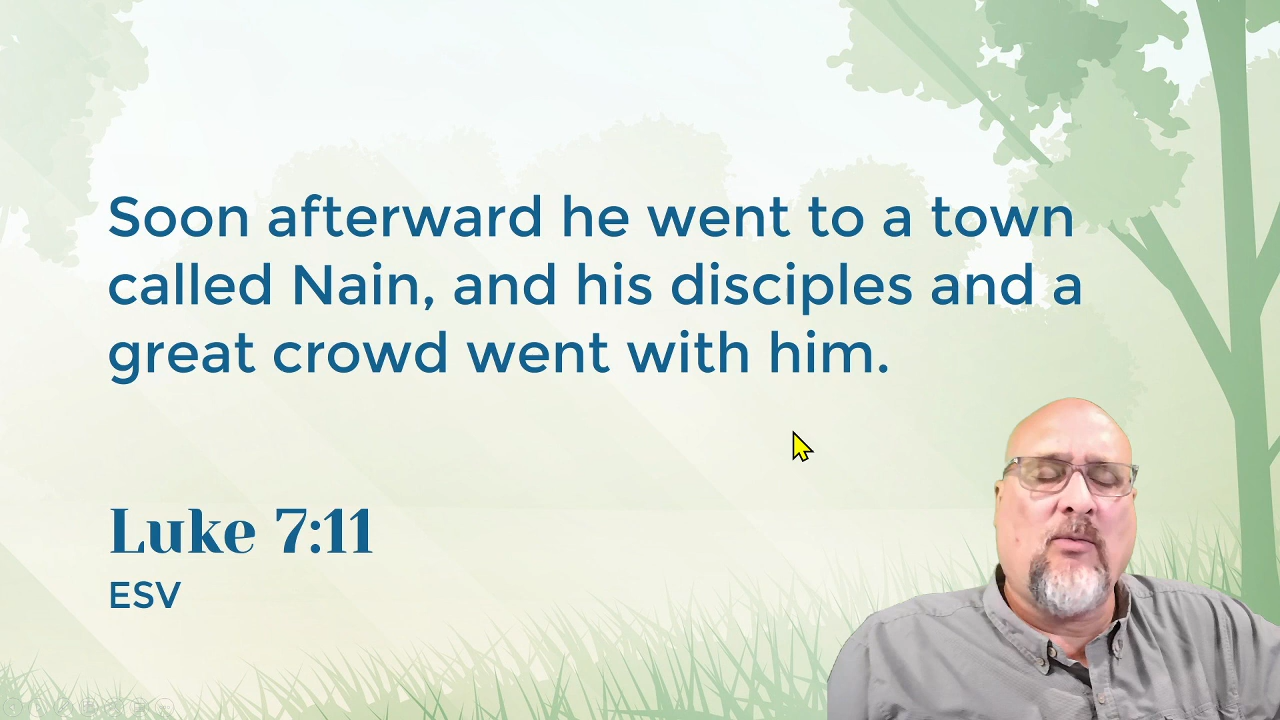 Soon afterward he went to a town
called Nain, and his disciples and a
great crowd went with him.
Luke 7:11
ESV